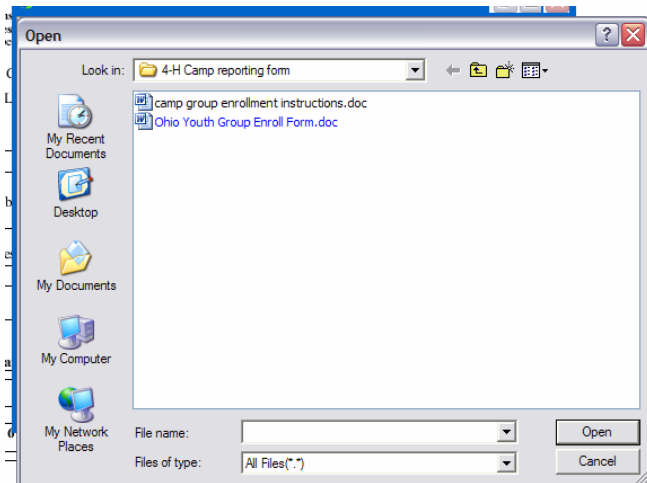 Open
Look in:
4-H Camp reporting form
camp group enrollment instructions.doc
Ohio Youth Group Enroll Form.doc
My Recent
Documents
Desktop
My Documents
My Computer
My Network
Places
File name:
Open
Files of type:
All Files(*.*)
Cancel